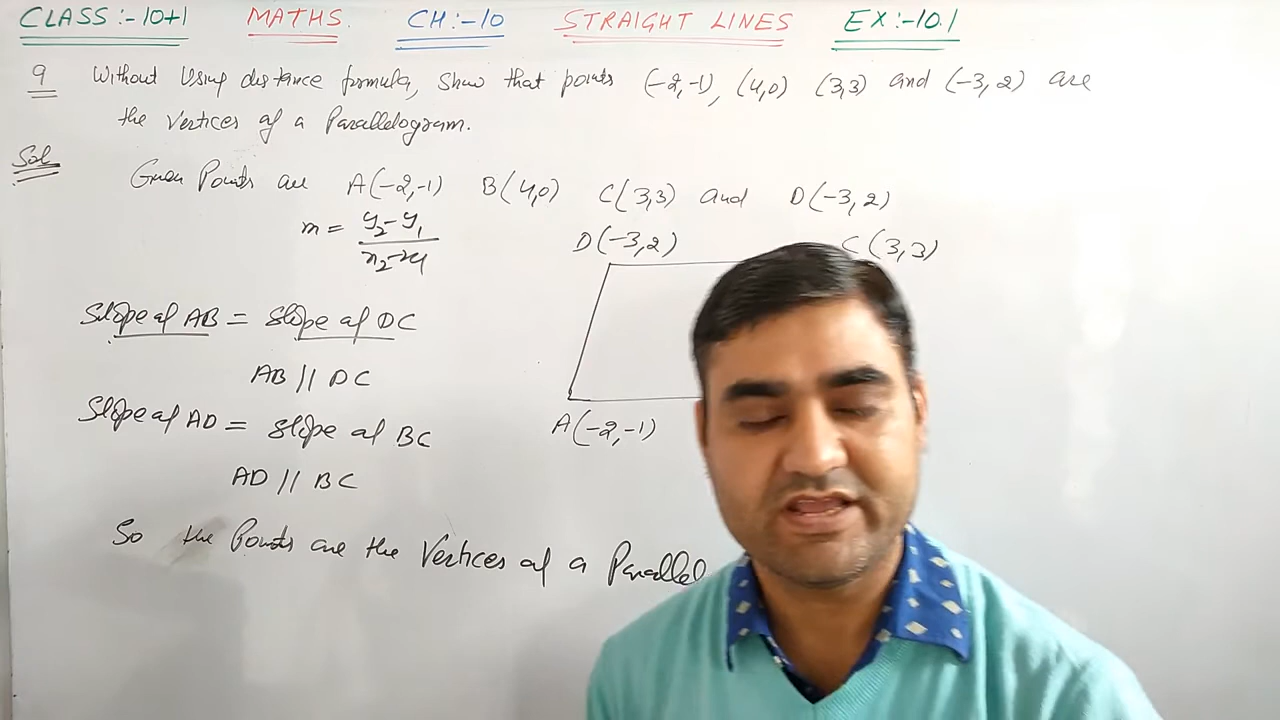 CLASS:-10+1 MATHS. CH:-10 STRAIGHT LINES EX:-10.1
9 Without Using distance formula, Show that points (-2,-1), (4,0) (3,3) and (-3,2) are
the Vertices of a Parallelogram.
Sol Given Points are A(-2,-1) B(4,0) C(3,3) and D(-3,2)
m = y₂-y₁ / x₂-x₁
D(-3,2) C(3,3)
Slope of AB = Slope of DC
AB // DC
Slope of AD = Slope of BC
A(-2,-1)
AD // BC
So the Points are the Vertices of a Parallel